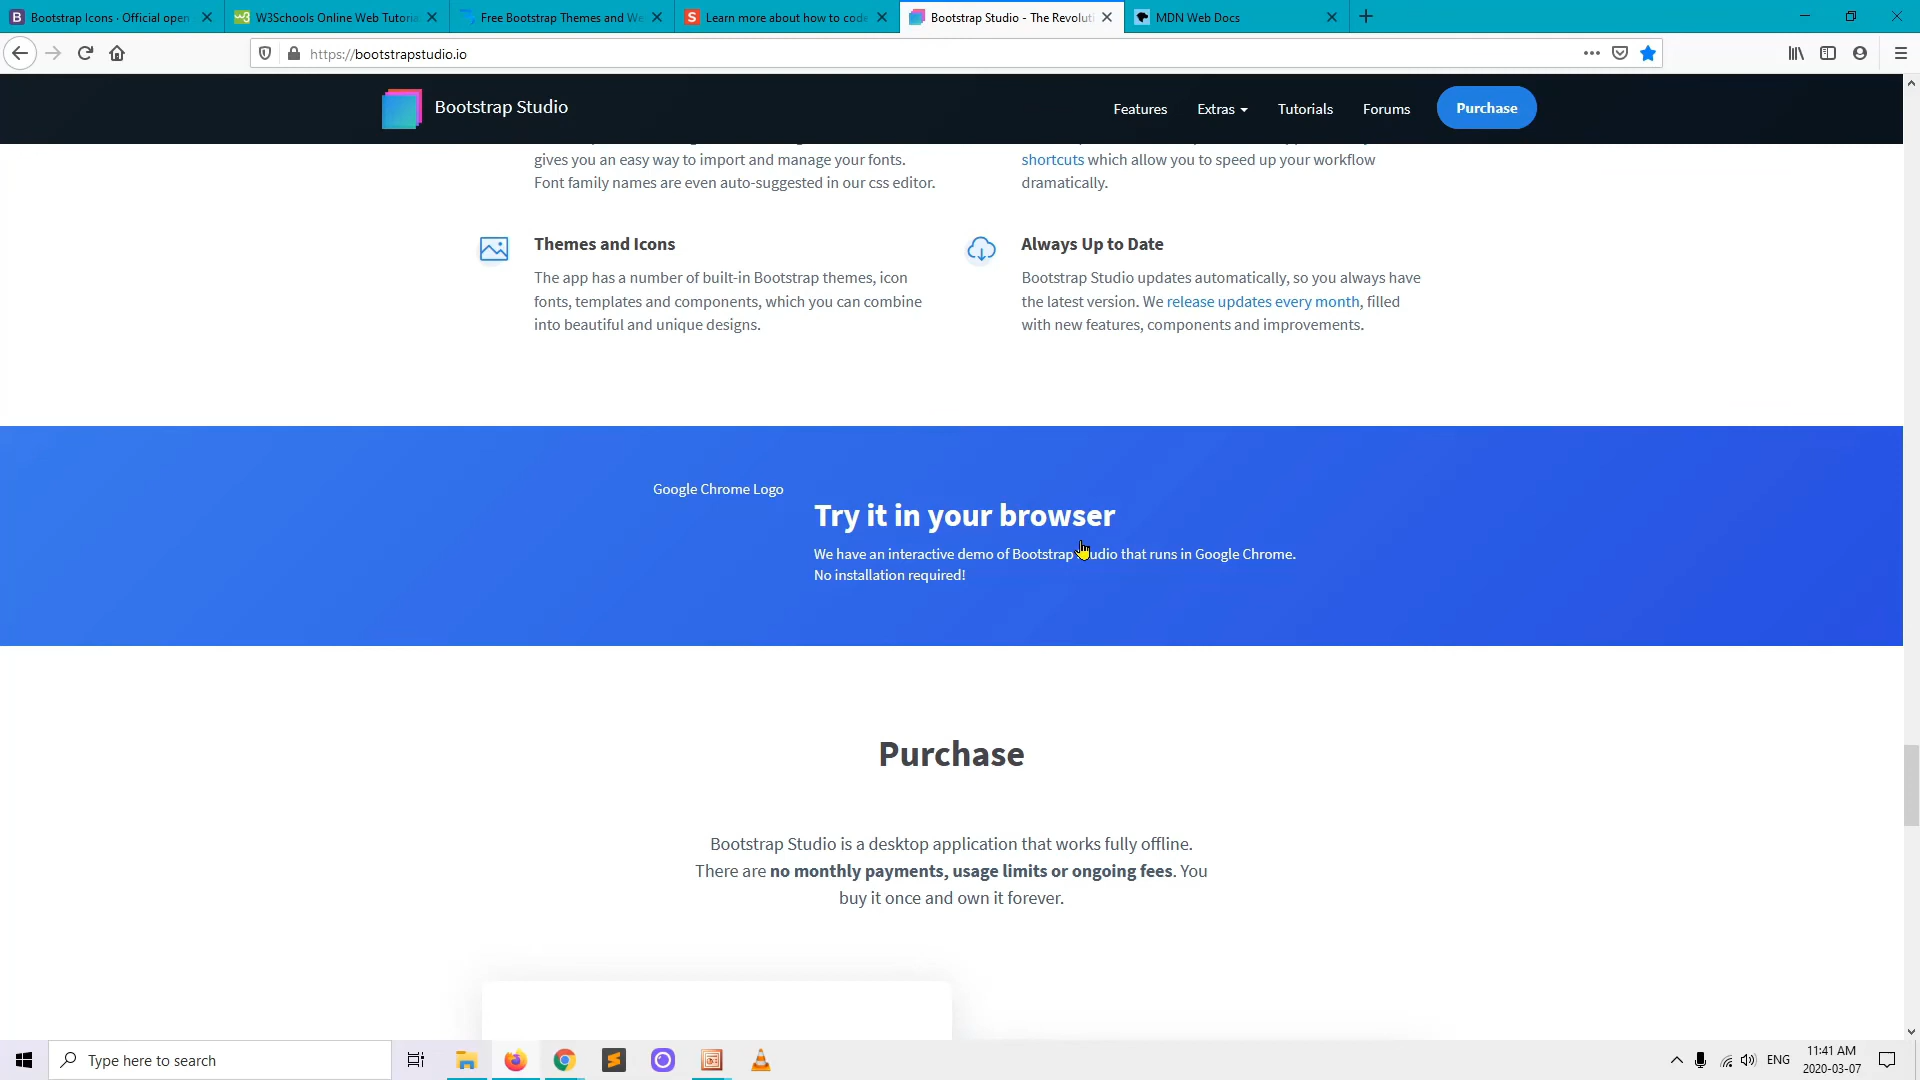 Bootstrap Icons · Official open
W3Schools Online Web Tutoria
Free Bootstrap Themes and We
Learn more about how to code
Bootstrap Studio - The Revoluti
MDN Web Docs
https://bootstrapstudio.io
Bootstrap Studio
Features
Extras
Tutorials
Forums
Purchase
gives you an easy way to import and manage your fonts.
Font family names are even auto-suggested in our css editor.
shortcuts which allow you to speed up your workflow
dramatically.
Themes and Icons
The app has a number of built-in Bootstrap themes, icon
fonts, templates and components, which you can combine
into beautiful and unique designs.
Always Up to Date
Bootstrap Studio updates automatically, so you always have
the latest version. We release updates every month, filled
with new features, components and improvements.
Google Chrome Logo
Try it in your browser
We have an interactive demo of Bootstrap Studio that runs in Google Chrome.
No installation required!
Purchase
Bootstrap Studio is a desktop application that works fully offline.
There are no monthly payments, usage limits or ongoing fees. You
buy it once and own it forever.
Type here to search
ENG
11:41 AM
2020-03-07